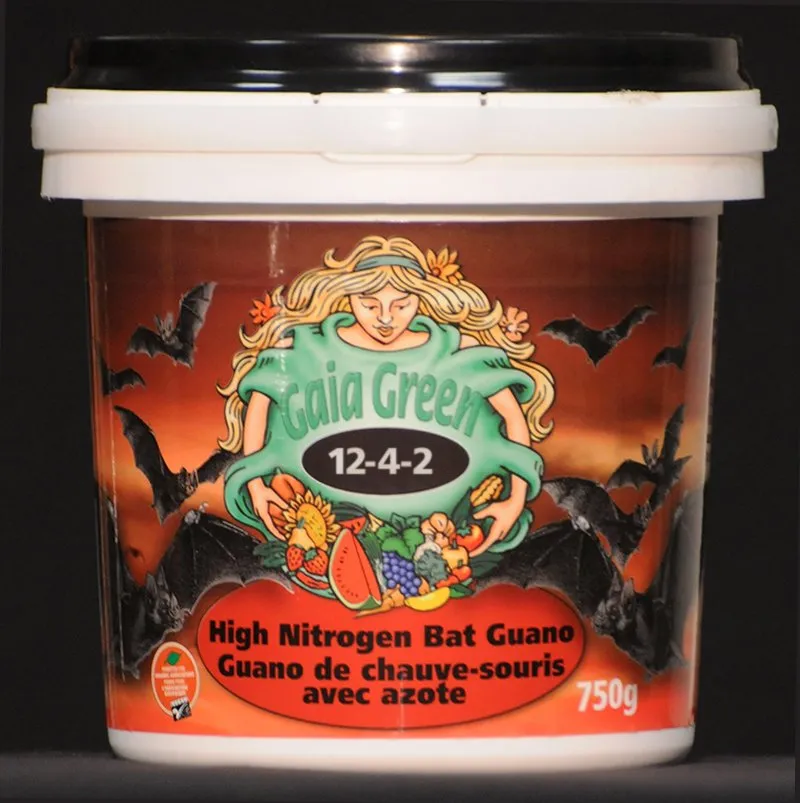 Gaia Green
12-4-2
High Nitrogen Bat Guano
Guano de chauve-souris
avec azote
750g